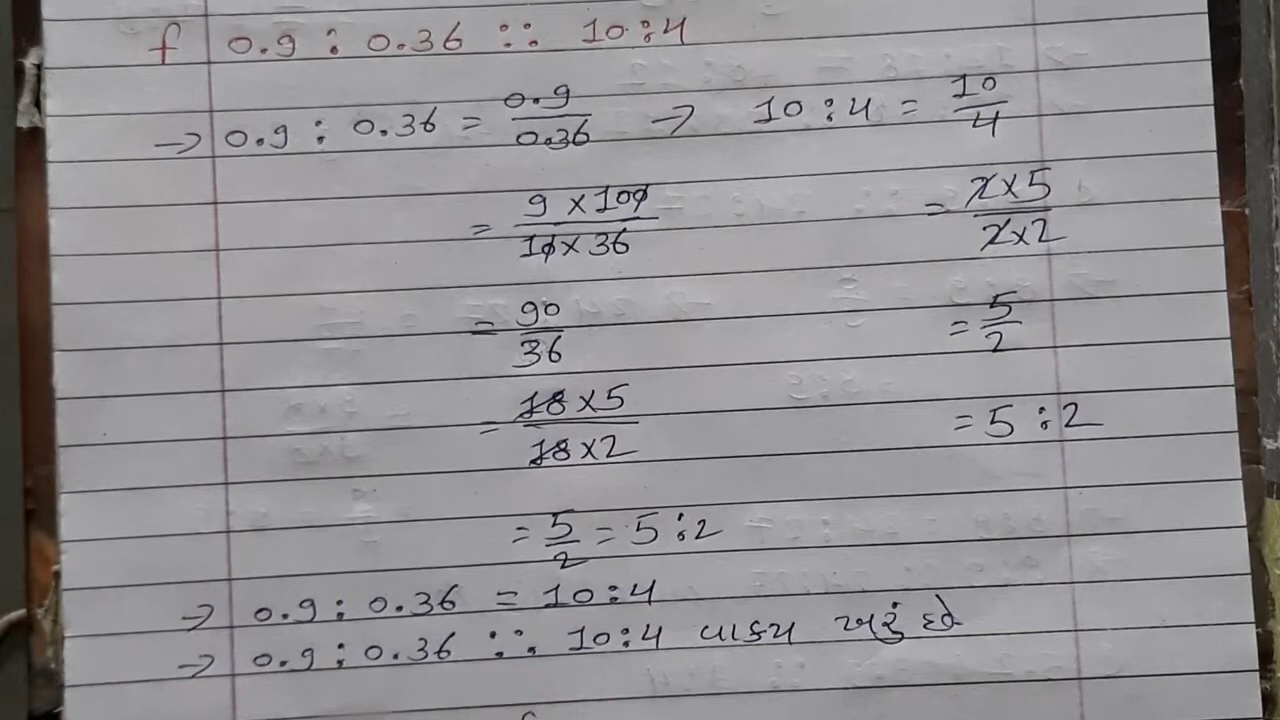 f 0.9 : 0.36 :: 10:4
→ 0.9 : 0.36 = 0.9/0.36 → 10 : 4 = 10/4
= 9 × 100/10 × 36 = 2 × 5/2 × 2
= 90/36 = 5/2
= 18 × 5/18 × 2 = 5 : 2
= 5/2 = 5 : 2
→ 0.9 : 0.36 = 10:4
→ 0.9 : 0.36 :: 10:4 વાક્ય ખરું છે